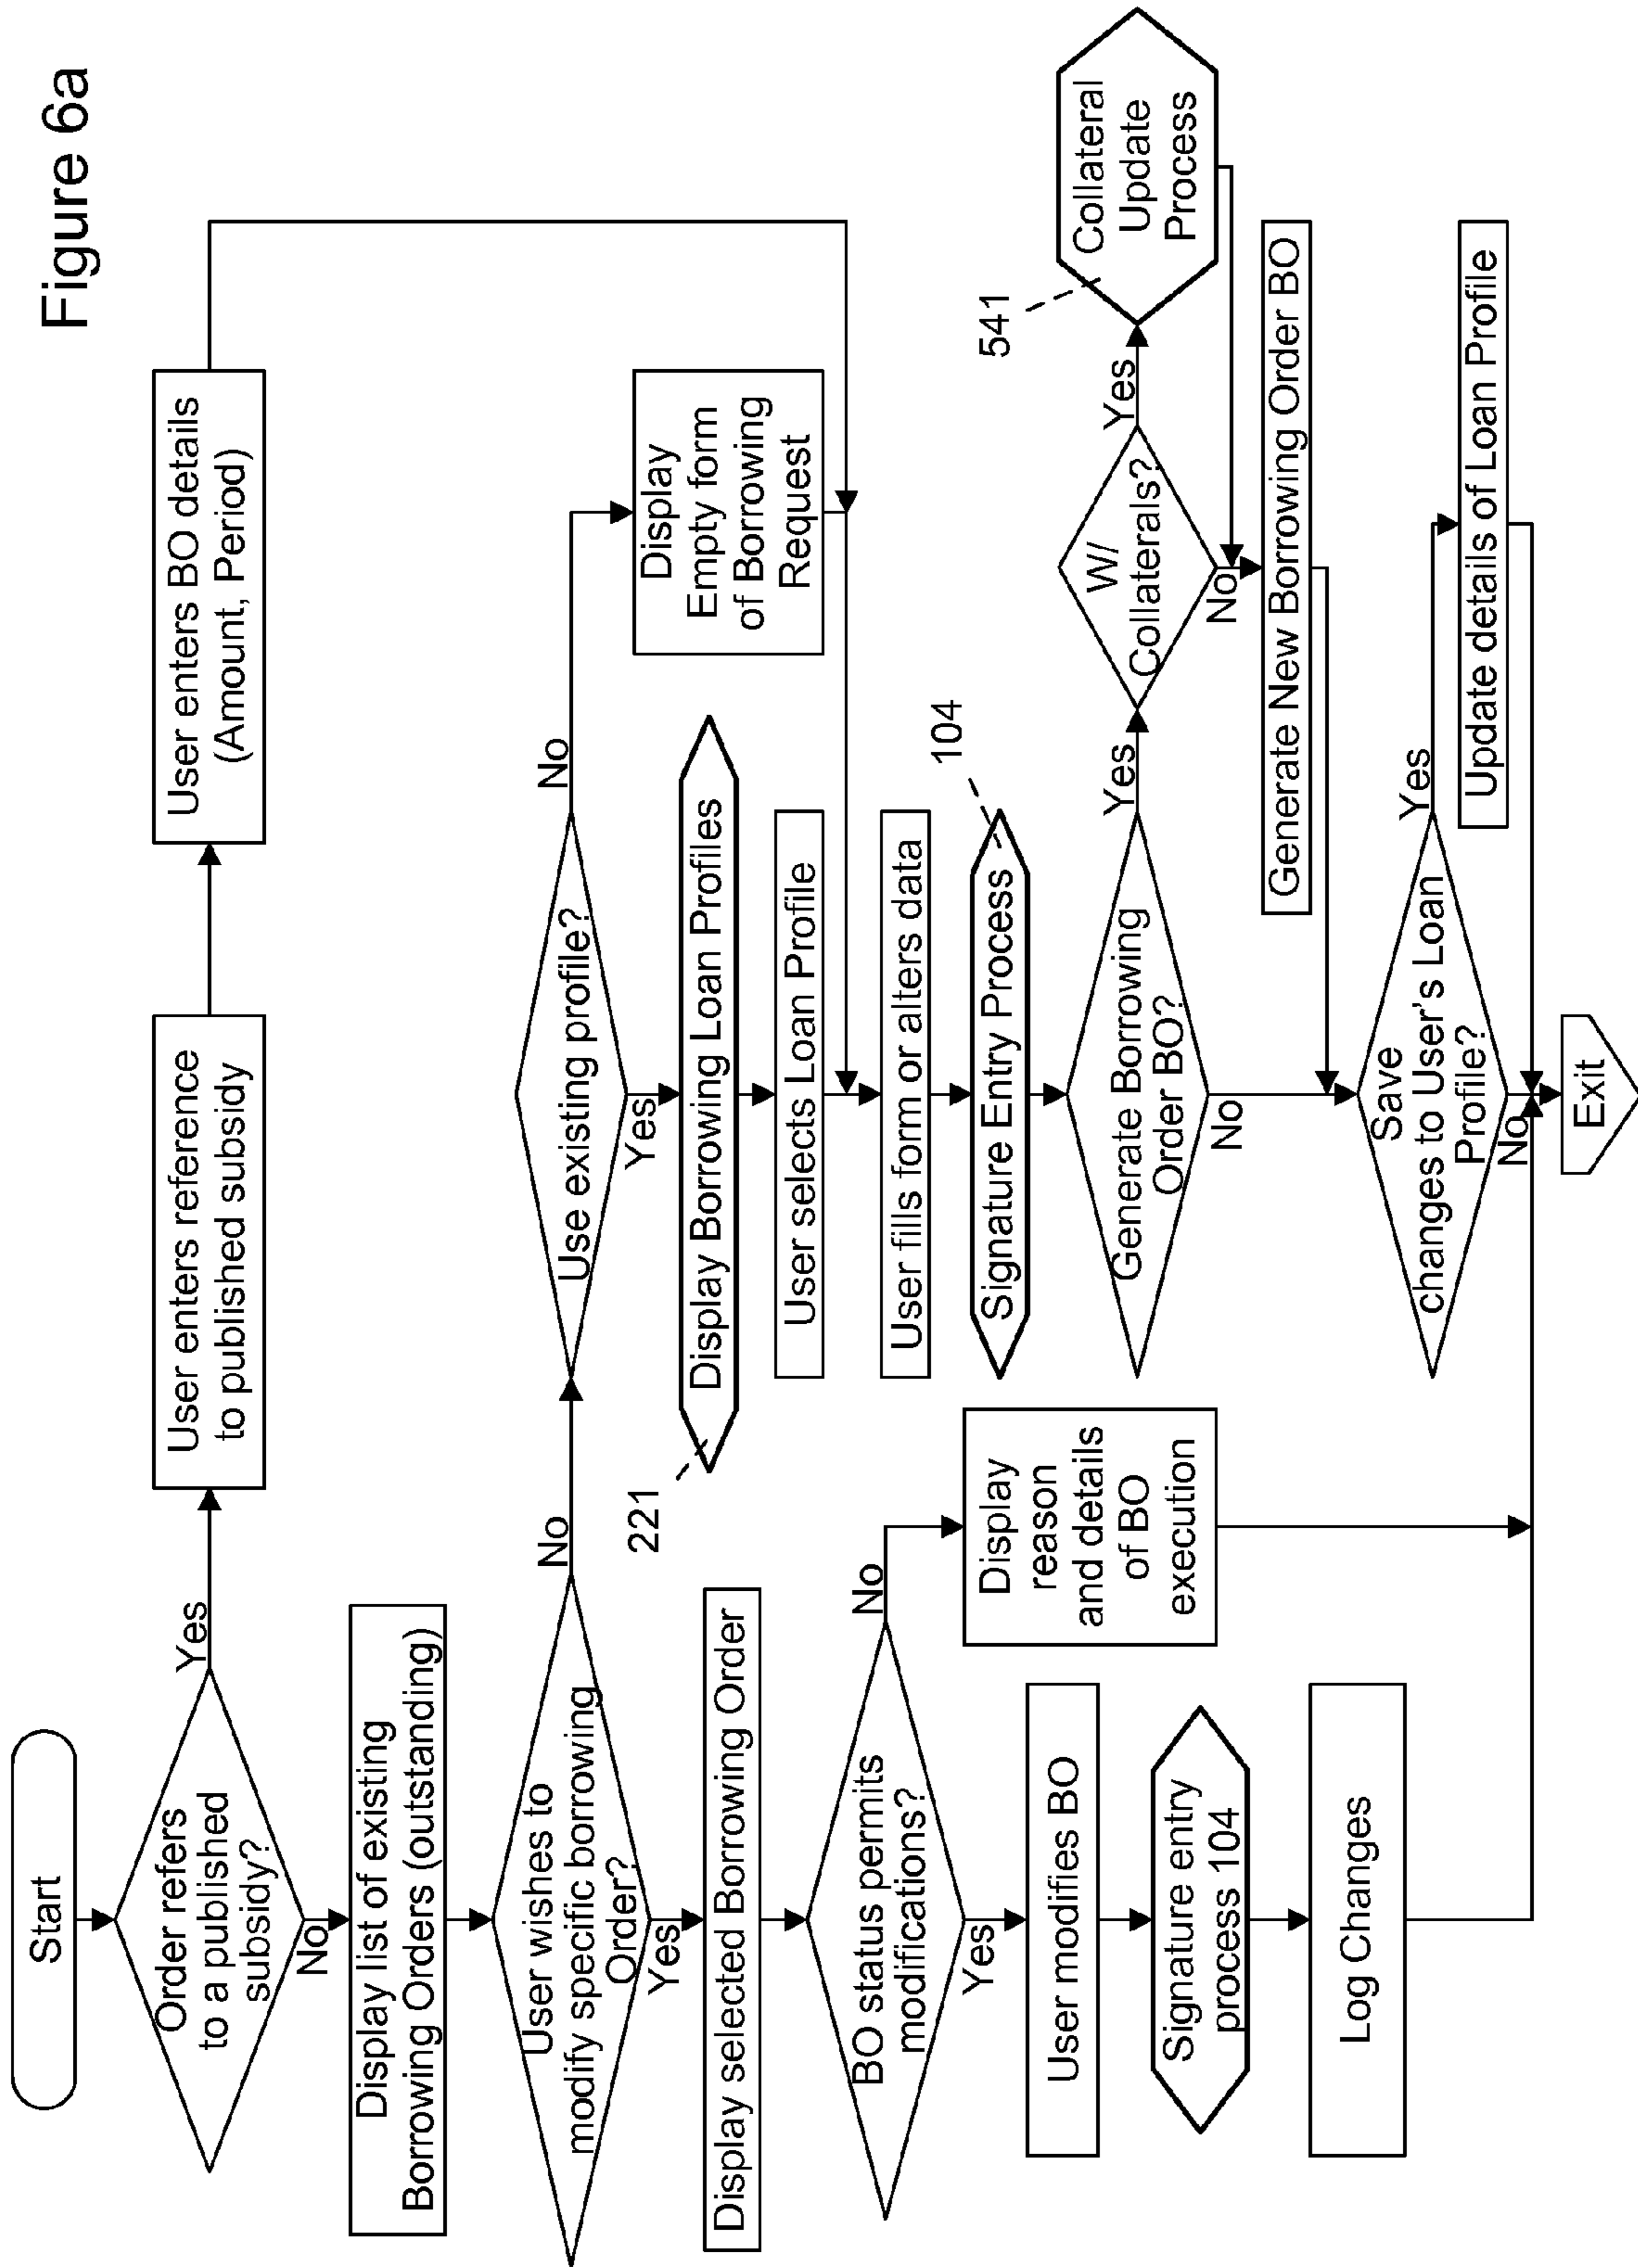 Figure 6a
Start
Order refers
to a published
subsidy?
Yes
No
User enters reference
to published subsidy
User enters BO details
(Amount, Period)
Display list of existing
Borrowing Orders (outstanding)
User wishes to
modify specific borrowing
Order?
No
Yes
Use existing profile?
No
Yes
Display
Empty form
of Borrowing
Request
221
Display Borrowing Loan Profiles
User selects Loan Profile
User fills form or alters data
104
Signature Entry Process
Generate Borrowing
Order BO?
Yes
No
W/
Collaterals?
Yes
No
541
Collateral
Update
Process
Generate New Borrowing Order BO
Save
changes to User's Loan
Profile?
Yes
No
Update details of Loan Profile
Exit
Display selected Borrowing Order
BO status permits
modifications?
No
Yes
Display
reason
and details
of BO
execution
User modifies BO
Signature entry
process 104
Log Changes